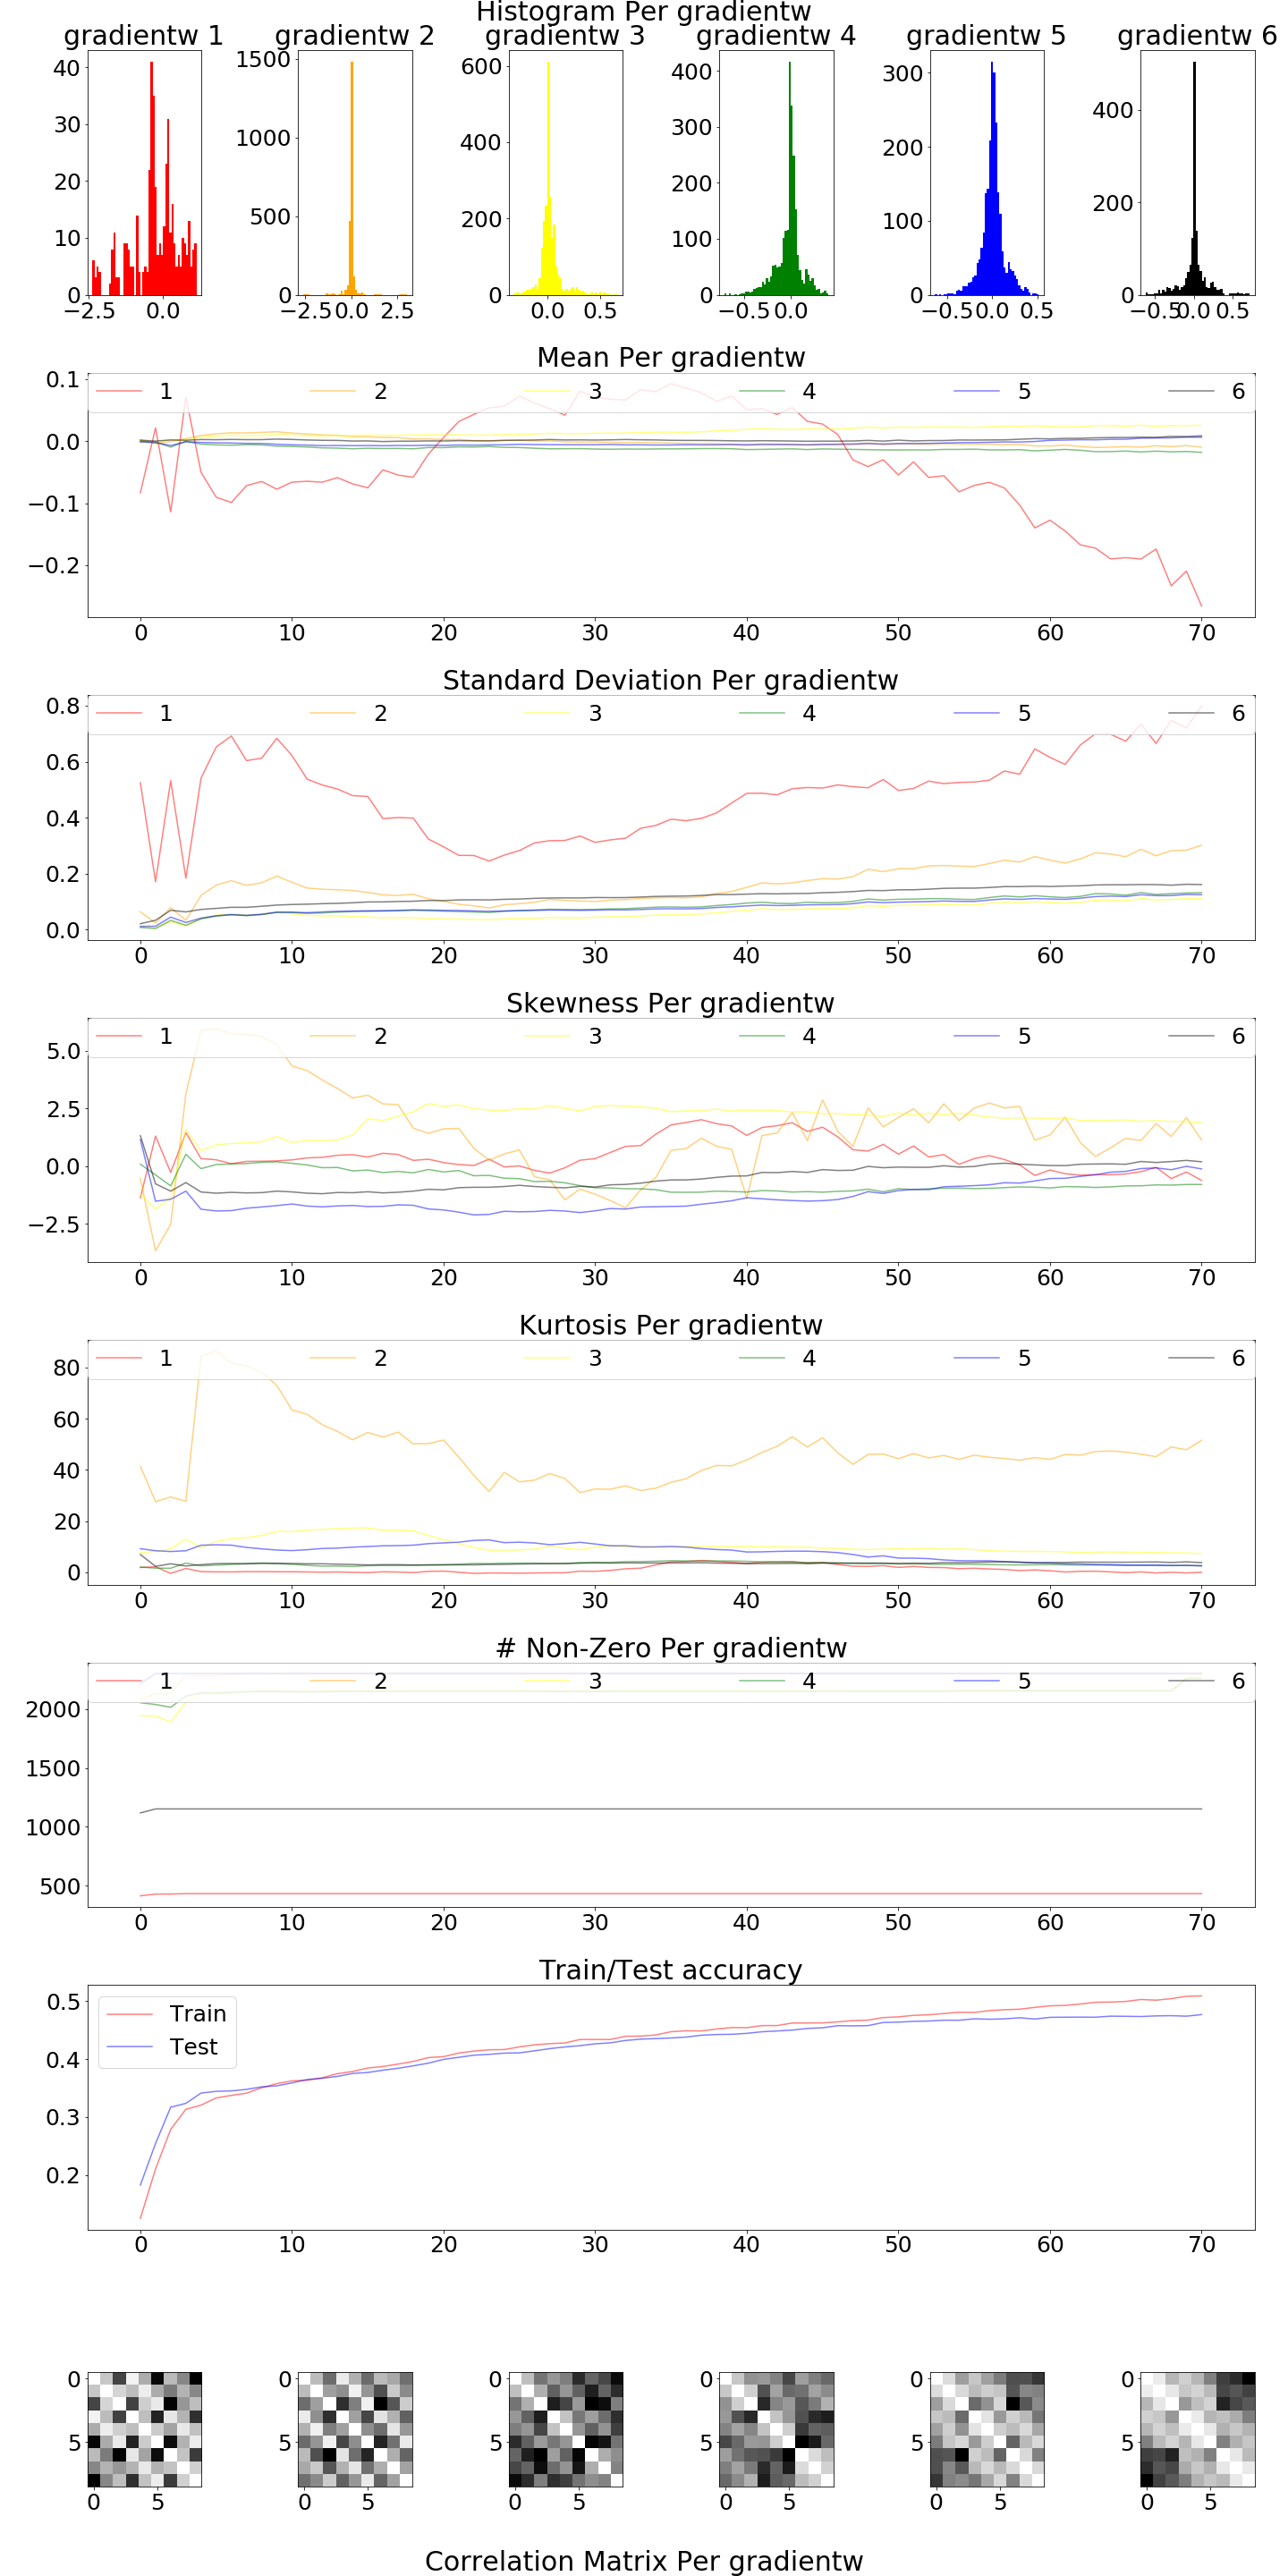 Histogram Per gradientw
gradientw 1 gradientw 2 gradientw 3 gradientw 4 gradientw 5 gradientw 6
40
30
20
10
0
−2.5 0.0
1500
1000
500
0
−2.5 0.0 2.5
600
400
200
0
0.0 0.5
400
300
200
100
0
−0.5 0.0
300
200
100
0
−0.5 0.0 0.5
400
200
0
−0.5 0.0 0.5
Mean Per gradientw
1 2 3 4 5 6
0.1
0.0
−0.1
−0.2
0 10 20 30 40 50 60 70
Standard Deviation Per gradientw
1 2 3 4 5 6
0.8
0.6
0.4
0.2
0.0
0 10 20 30 40 50 60 70
Skewness Per gradientw
1 2 3 4 5 6
5.0
2.5
0.0
−2.5
0 10 20 30 40 50 60 70
Kurtosis Per gradientw
1 2 3 4 5 6
80
60
40
20
0
0 10 20 30 40 50 60 70
# Non-Zero Per gradientw
1 2 3 4 5 6
2000
1500
1000
500
0 10 20 30 40 50 60 70
Train/Test accuracy
Train
Test
0.5
0.4
0.3
0.2
0 10 20 30 40 50 60 70
0
5
0 5
0
5
0 5
0
5
0 5
0
5
0 5
0
5
0 5
0
5
0 5
Correlation Matrix Per gradientw